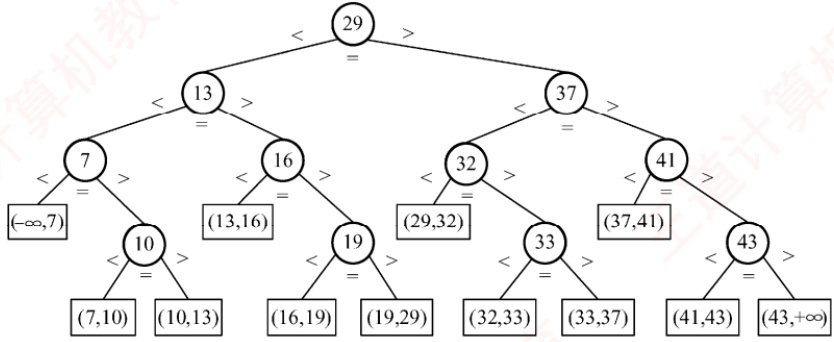 29
< >
=
13 37
< > < >
= =
7 16 32 41
< > < > < > < >
= = = =
(−∞,7) (13,16) (29,32) (37,41)
10 19 33 43
< > < > < > < >
= = = =
(7,10) (10,13) (16,19) (19,29) (32,33) (33,37) (41,43) (43,+∞)